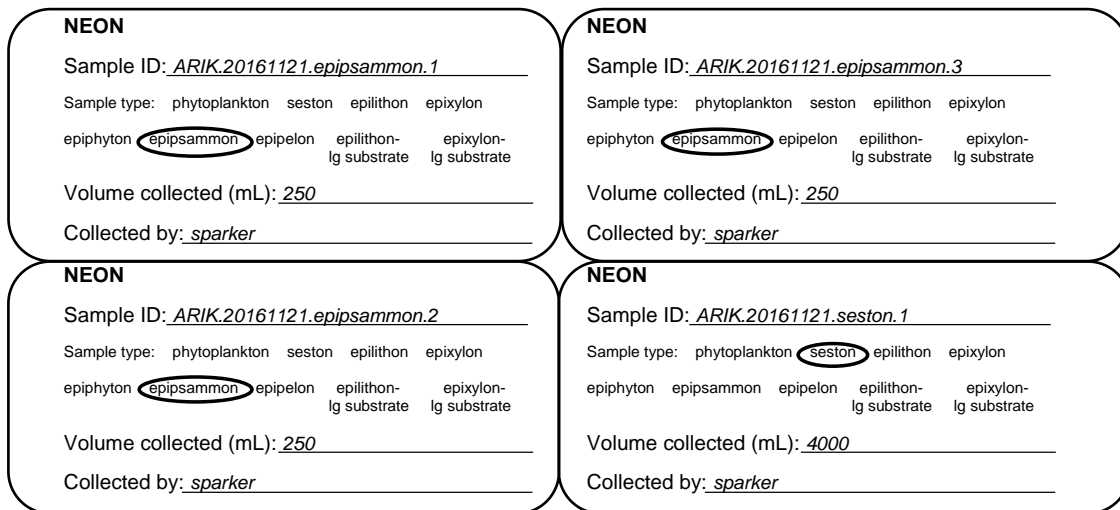 NEON
Sample ID: ARIK.20161121.epipsammon.1
Sample type: phytoplankton seston epilithon epixylon
epiphyton epipsammon epipelon epilithon- epixylon-
lg substrate lg substrate
Volume collected (mL): 250
Collected by: sparker
NEON
Sample ID: ARIK.20161121.epipsammon.3
Sample type: phytoplankton seston epilithon epixylon
epiphyton epipsammon epipelon epilithon- epixylon-
lg substrate lg substrate
Volume collected (mL): 250
Collected by: sparker
NEON
Sample ID: ARIK.20161121.epipsammon.2
Sample type: phytoplankton seston epilithon epixylon
epiphyton epipsammon epipelon epilithon- epixylon-
lg substrate lg substrate
Volume collected (mL): 250
Collected by: sparker
NEON
Sample ID: ARIK.20161121.seston.1
Sample type: phytoplankton seston epilithon epixylon
epiphyton epipsammon epipelon epilithon- epixylon-
lg substrate lg substrate
Volume collected (mL): 4000
Collected by: sparker